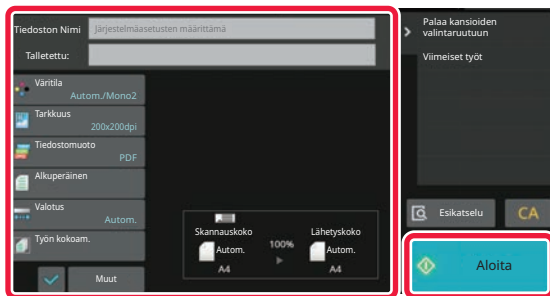 Tiedoston Nimi
Järjestelmäasetusten määrittämä
Talletettu:
Väritila
Autom./Mono2
Tarkkuus
200x200dpi
Tiedostomuoto
PDF
Alkuperäinen
Valotus
Autom.
Työn kokoam.
Muut
Skannauskoko
Autom.
A4
100%
Lähetyskoko
Autom.
A4
Palaa kansioiden
valintaruutuun
Viimeiset työt
Esikatselu
CA
Aloita